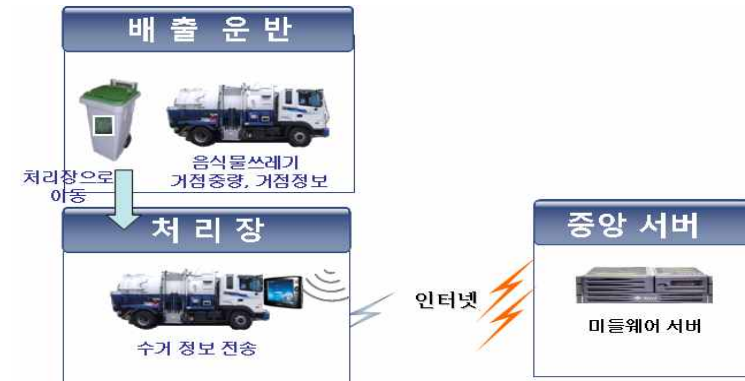 배 출 운 반
음식물쓰레기
거점중량, 거점정보
처리장으로
이동
처 리 장
수거 정보 전송
인터넷
중앙 서버
미들웨어 서버